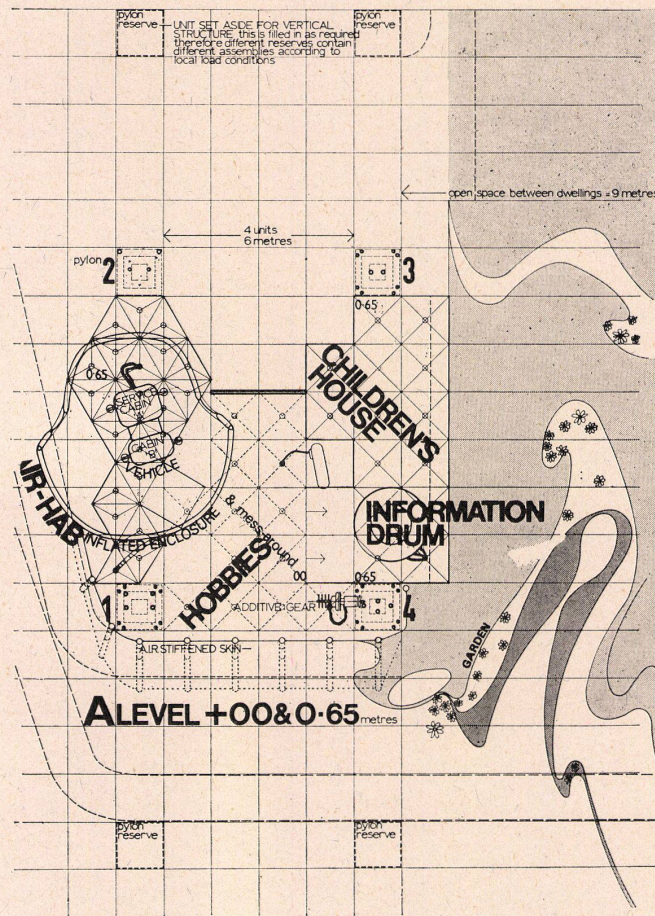 pylon
reserve
UNIT SET ASIDE FOR VERTICAL
STRUCTURE this is filled in as required
therefore different reserves contain
different assemblies according to
local load conditions
pylon
reserve
open space between dwellings = 9 metres
4 units
6 metres
pylon 2
3
0·65
0·65
SERVICE
CABIN
'A'
CABIN
'B'
VEHICLE
CHILDREN'S
HOUSE
AIR-HAB
INFLATED ENCLOSURE
INFORMATION
DRUM
HOBBIES
& mess around
00
0·65
1
ADDITIVE GEAR
4
AIR STIFFENED SKIN
GARDEN
A LEVEL +00&0·65 metres
pylon
reserve
pylon
reserve